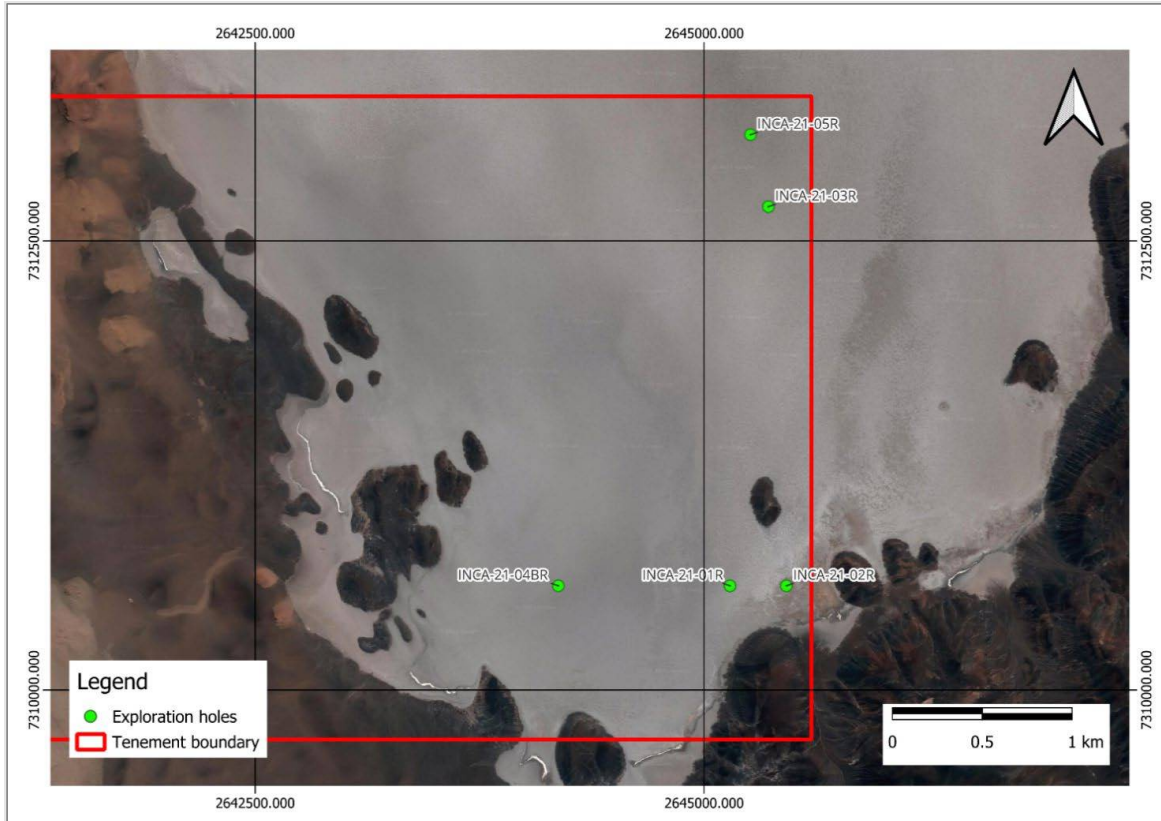 2642500.000 2645000.000
INCA-21-05R
INCA-21-03R
7312500.000 7312500.000
INCA-21-04BR INCA-21-01R INCA-21-02R
7310000.000 7310000.000
Legend
Exploration holes
Tenement boundary
0 0.5 1 km
2642500.000 2645000.000